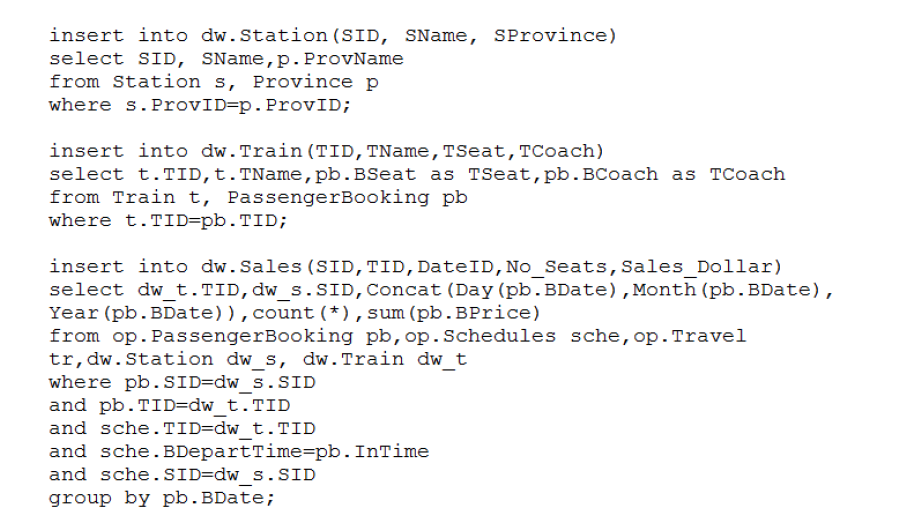 insert into dw.Station(SID, SName, SProvince)
select SID, SName,p.ProvName
from Station s, Province p
where s.ProvID=p.ProvID;

insert into dw.Train(TID,TName,TSeat,TCoach)
select t.TID,t.TName,pb.BSeat as TSeat,pb.BCoach as TCoach
from Train t, PassengerBooking pb
where t.TID=pb.TID;

insert into dw.Sales(SID,TID,DateID,No_Seats,Sales_Dollar)
select dw_t.TID,dw_s.SID,Concat(Day(pb.BDate),Month(pb.BDate),
Year(pb.BDate)),count(*),sum(pb.BPrice)
from op.PassengerBooking pb,op.Schedules sche,op.Travel
tr,dw.Station dw_s, dw.Train dw_t
where pb.SID=dw_s.SID
and pb.TID=dw_t.TID
and sche.TID=dw_t.TID
and sche.BDepartTime=pb.InTime
and sche.SID=dw_s.SID
group by pb.BDate;